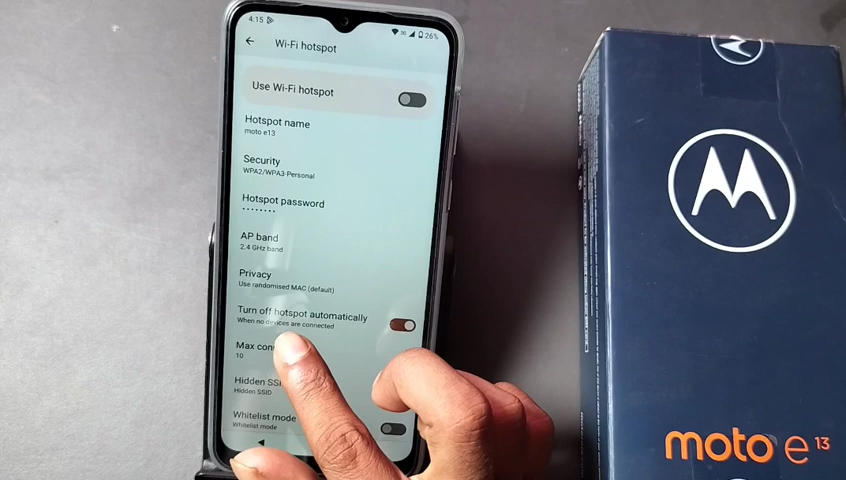 4:15
26%
Wi-Fi hotspot
Use Wi-Fi hotspot
Hotspot name
moto e13
Security
WPA2/WPA3-Personal
Hotspot password
••••••••
AP band
2.4 GHz band
Privacy
Use randomised MAC (default)
Turn off hotspot automatically
When no devices are connected
Max
10
Hidden
Hidden SSID
Whitelist mode
Whitelist mode
moto e13